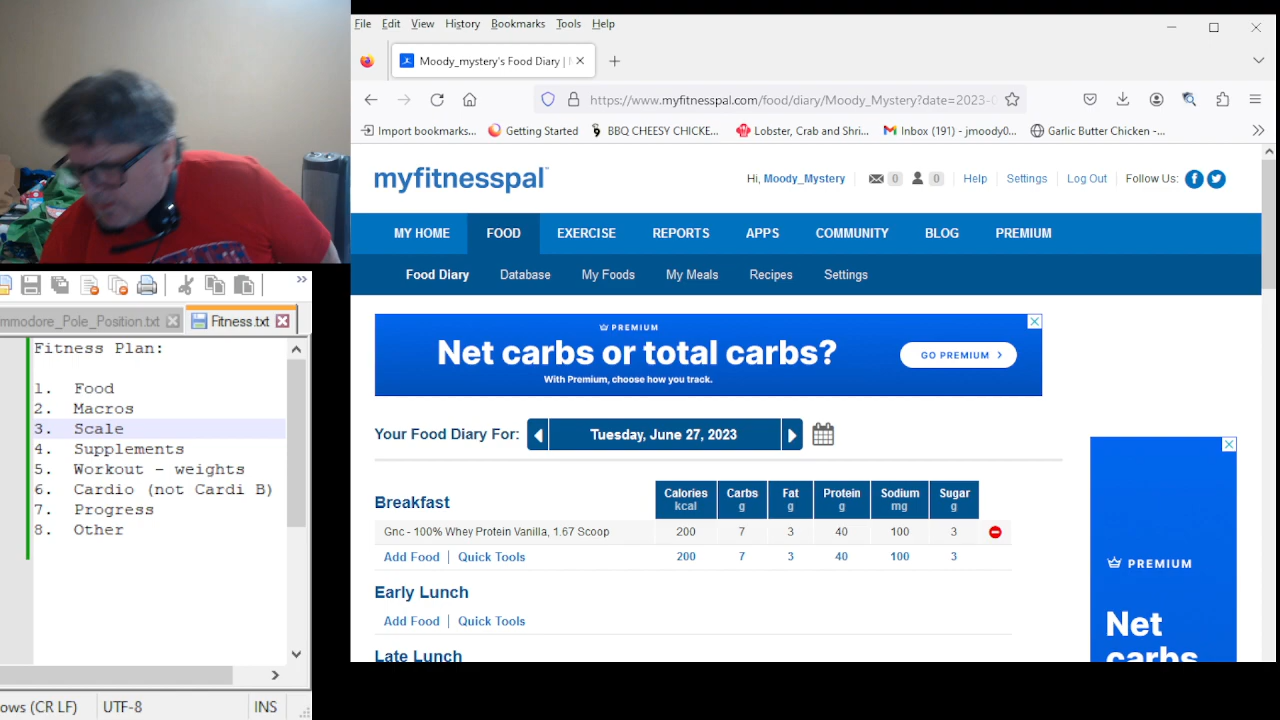 File Edit View History Bookmarks Tools Help
Moody_mystery's Food Diary |
https://www.myfitnesspal.com/food/diary/Moody_Mystery?date=2023-
Import bookmarks... Getting Started BBQ CHEESY CHICKE... Lobster, Crab and Shri... Inbox (191) - jmoody0... Garlic Butter Chicken -...
myfitnesspal
Hi, Moody_Mystery 0 0 Help Settings Log Out Follow Us:
MY HOME FOOD EXERCISE REPORTS APPS COMMUNITY BLOG PREMIUM
Food Diary Database My Foods My Meals Recipes Settings
PREMIUM
Net carbs or total carbs?
With Premium, choose how you track.
GO PREMIUM
Your Food Diary For: Tuesday, June 27, 2023
Breakfast Calories kcal Carbs g Fat g Protein g Sodium mg Sugar g
Gnc - 100% Whey Protein Vanilla, 1.67 Scoop 200 7 3 40 100 3
Add Food | Quick Tools 200 7 3 40 100 3
Early Lunch
Add Food | Quick Tools
Late Lunch
PREMIUM
Net
carbs
mmodore_Pole_Position.txt Fitness.txt
Fitness Plan:
1. Food
2. Macros
3. Scale
4. Supplements
5. Workout - weights
6. Cardio (not Cardi B)
7. Progress
8. Other
ows (CR LF) UTF-8 INS